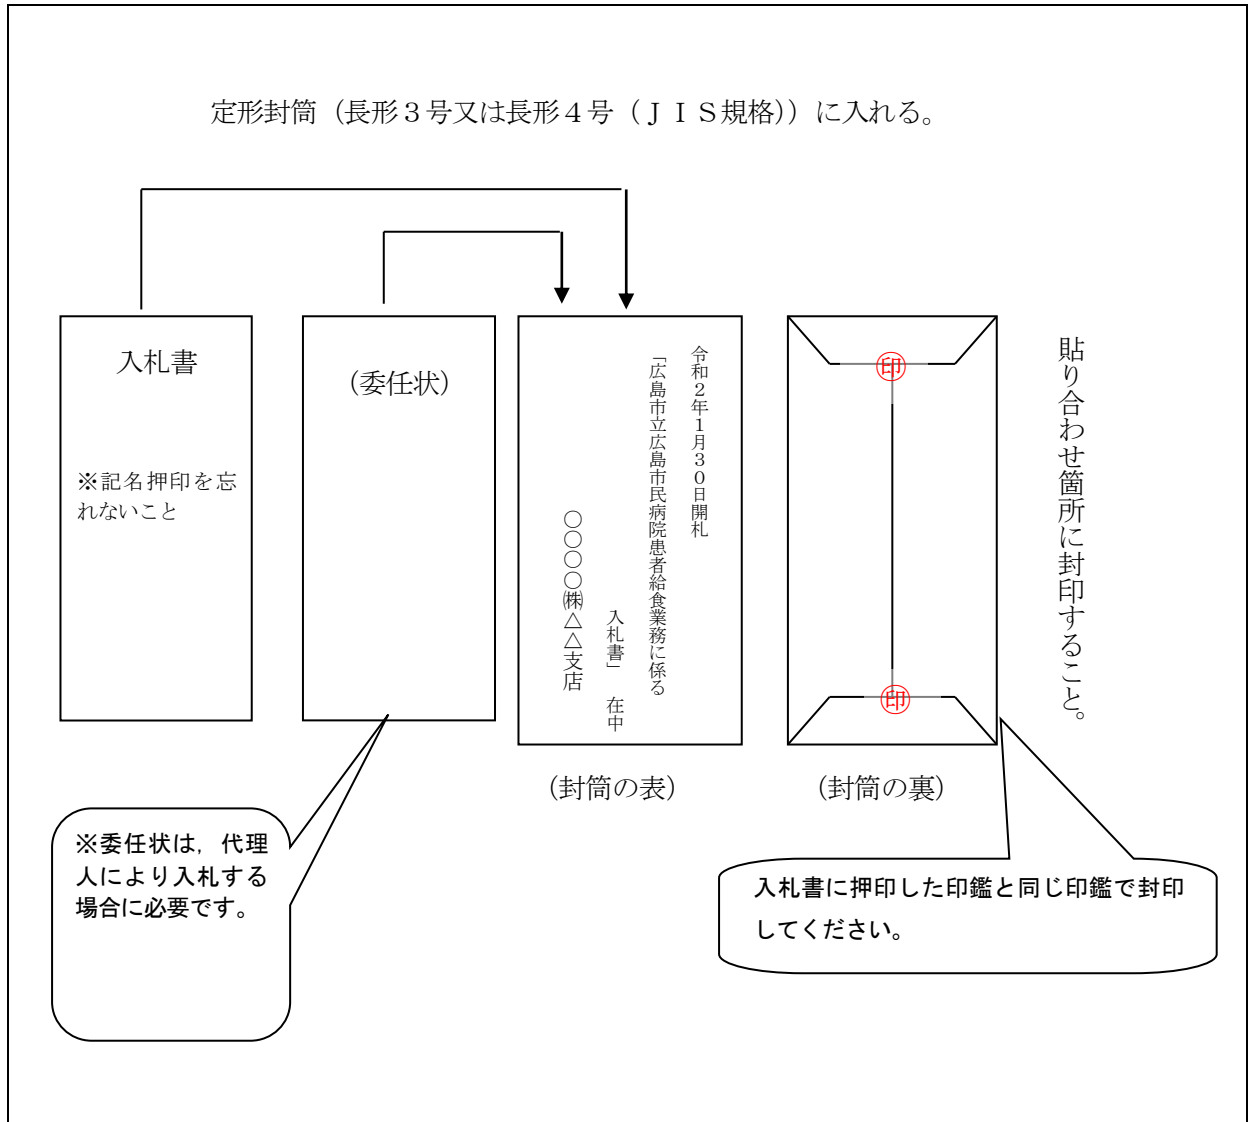 定形封筒（長形３号又は長形４号（ＪＩＳ規格））に入れる。
入札書
※記名押印を忘
れないこと
（委任状）
令和２年１月３０日開札
「広島市立広島市民病院患者給食業務に係る
入札書」　在中
〇〇〇〇㈱△△支店
（封筒の表）
印
印
（封筒の裏）
貼り合わせ箇所に封印すること。
※委任状は，代理
人により入札する
場合に必要です。
入札書に押印した印鑑と同じ印鑑で封印
してください。